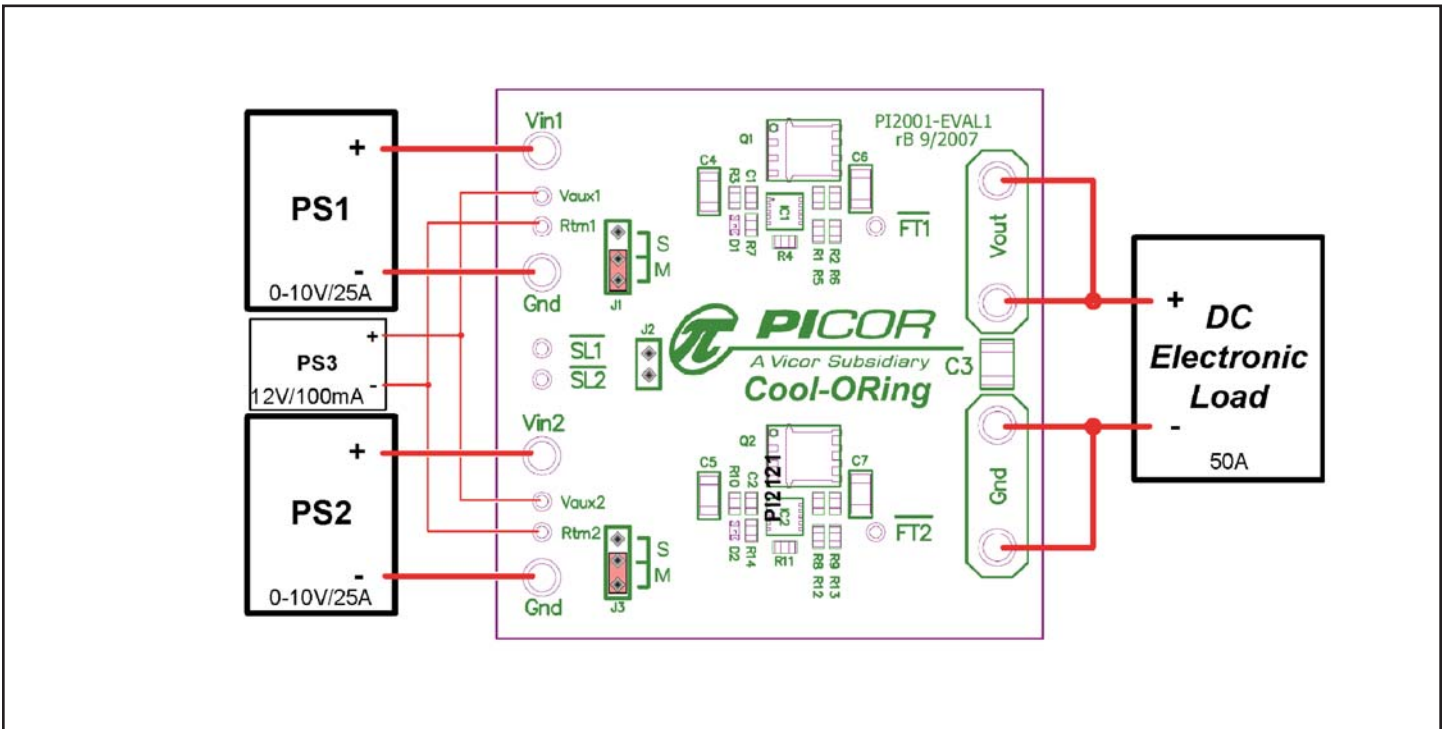 PS1
+
-
0-10V/25A
PS3
+
-
12V/100mA
PS2
+
-
0-10V/25A
Vin1
Vaux1
Rtm1
Gnd
S
M
J1
SL1
SL2
J2
Vin2
Vaux2
Rtm2
Gnd
S
M
J3
PI2001-EVAL1
rB 9/2007
Q1
C4
R3
C1
IC1
C6
D1
R7
R4
R1
R2
R5
R6
FT1
PICOR
A Vicor Subsidiary
Cool-ORing
C3
Q2
C5
R10
C2
PI2121
IC2
C7
D2
R14
R11
R8
R9
R12
R13
FT2
Vout
Gnd
+
DC
Electronic
Load
-
50A